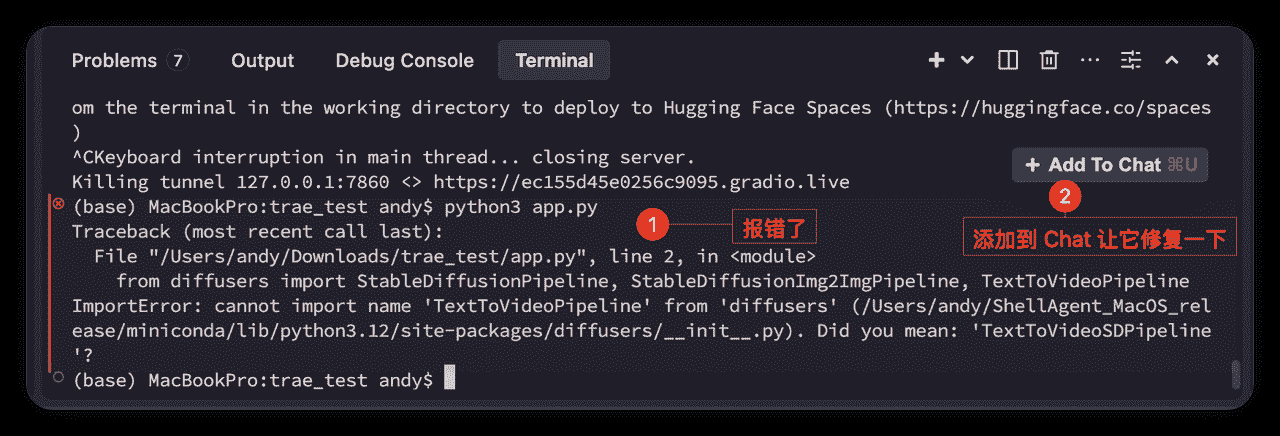 Problems 7 Output Debug Console Terminal
om the terminal in the working directory to deploy to Hugging Face Spaces (https://huggingface.co/spaces
)
^CKeyboard interruption in main thread... closing server.
+ Add To Chat ⌘U
Killing tunnel 127.0.0.1:7860 <> https://ec155d45e0256c9095.gradio.live
2
(base) MacBookPro:trae_test andy$ python3 app.py
1 报错了
添加到 Chat 让它修复一下
Traceback (most recent call last):
File "/Users/andy/Downloads/trae_test/app.py", line 2, in <module>
from diffusers import StableDiffusionPipeline, StableDiffusionImg2ImgPipeline, TextToVideoPipeline
ImportError: cannot import name 'TextToVideoPipeline' from 'diffusers' (/Users/andy/ShellAgent_MacOS_rel
ease/miniconda/lib/python3.12/site-packages/diffusers/__init__.py). Did you mean: 'TextToVideoSDPipeline
'?
(base) MacBookPro:trae_test andy$